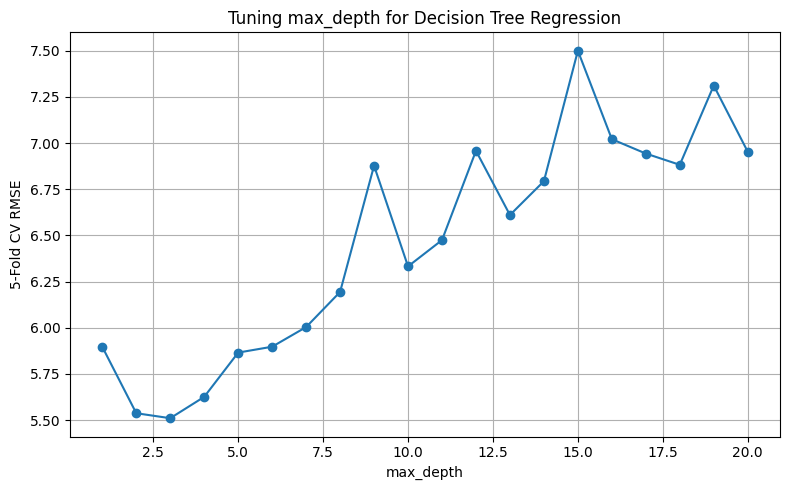 Tuning max_depth for Decision Tree Regression
5-Fold CV RMSE
7.50
7.25
7.00
6.75
6.50
6.25
6.00
5.75
5.50
2.5 5.0 7.5 10.0 12.5 15.0 17.5 20.0
max_depth